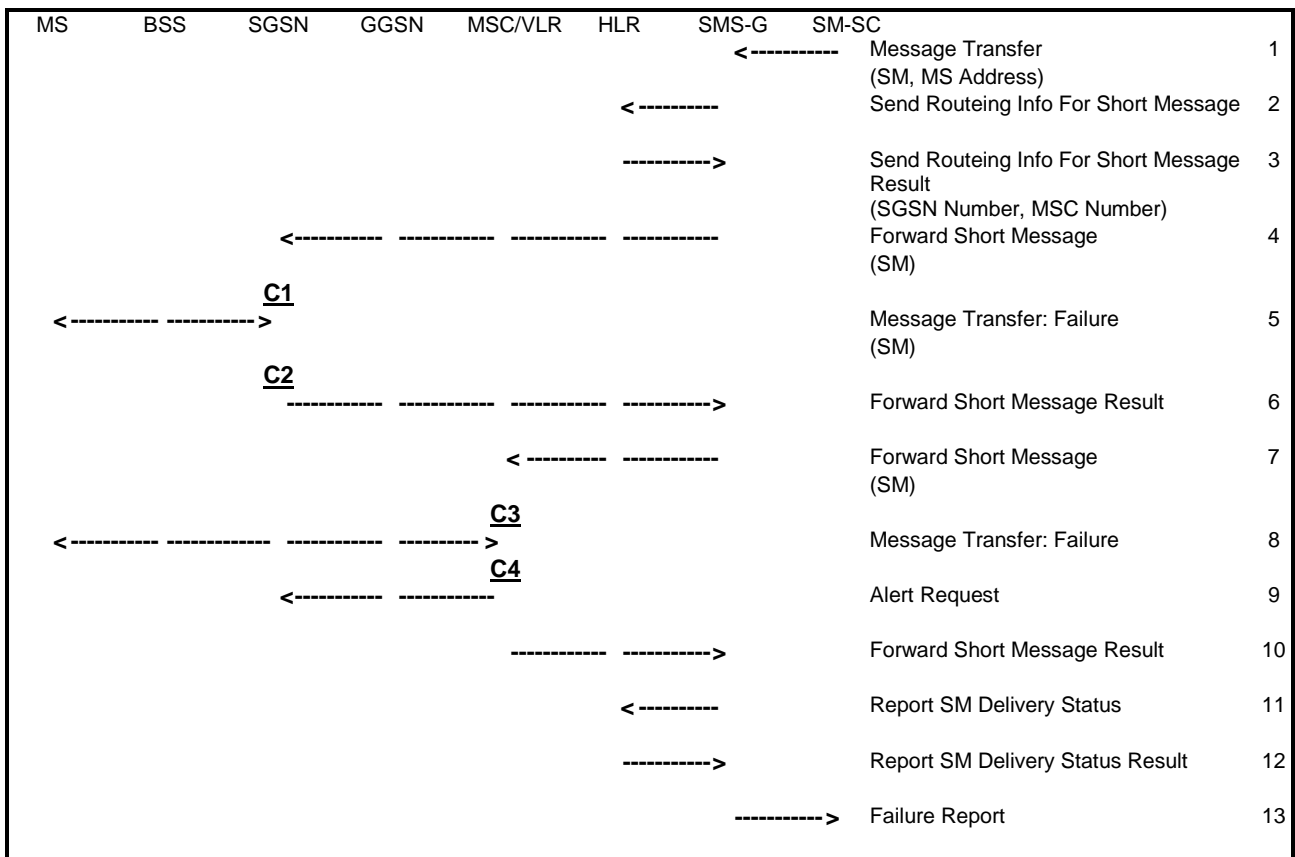 MS BSS SGSN GGSN MSC/VLR HLR SMS-G SM-SC
<----------- Message Transfer 1
(SM, MS Address)
<---------- Send Routeing Info For Short Message 2
-----------> Send Routeing Info For Short Message 3
Result
(SGSN Number, MSC Number)
<----------- ------------ ------------ ------------ Forward Short Message 4
(SM)
C1
<----------- -----------> Message Transfer: Failure 5
(SM)
C2
------------ ------------ ------------ -----------> Forward Short Message Result 6
<---------- ------------ Forward Short Message 7
(SM)
C3
<----------- ------------- ------------ ----------> Message Transfer: Failure 8
C4
<----------- ------------ Alert Request 9
------------ -----------> Forward Short Message Result 10
<---------- Report SM Delivery Status 11
-----------> Report SM Delivery Status Result 12
-----------> Failure Report 13